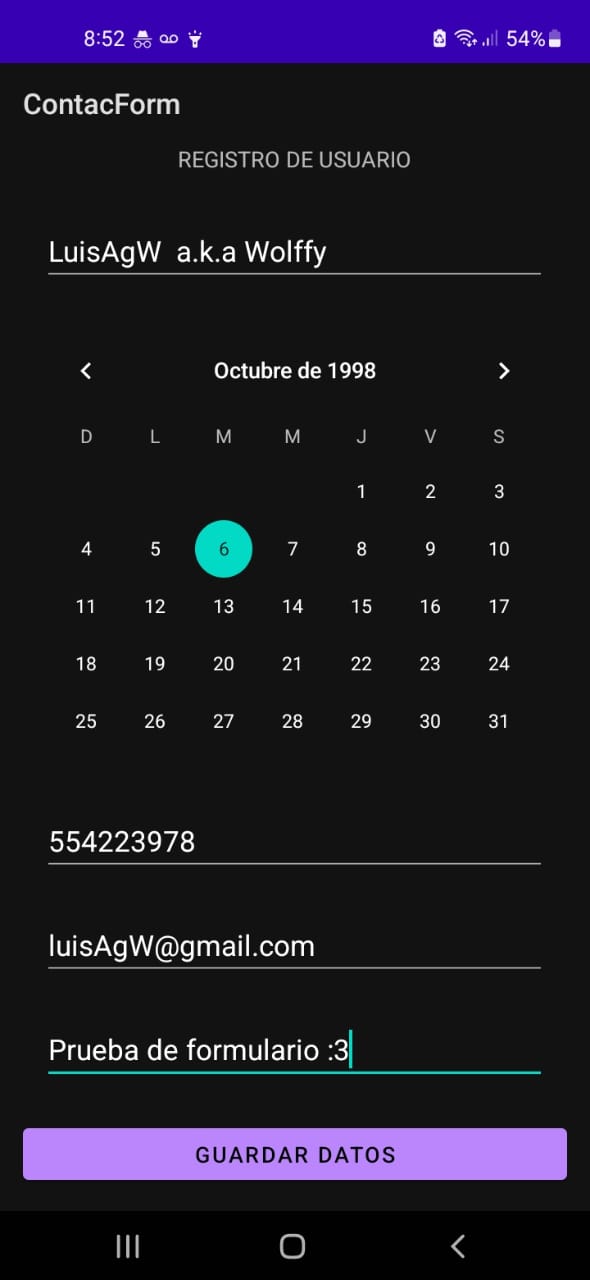 8:52 54%
ContacForm
REGISTRO DE USUARIO
LuisAgW  a.k.a Wolffy
Octubre de 1998
D L M M J V S
1 2 3
4 5 6 7 8 9 10
11 12 13 14 15 16 17
18 19 20 21 22 23 24
25 26 27 28 29 30 31
554223978
luisAgW@gmail.com
Prueba de formulario :3
GUARDAR DATOS